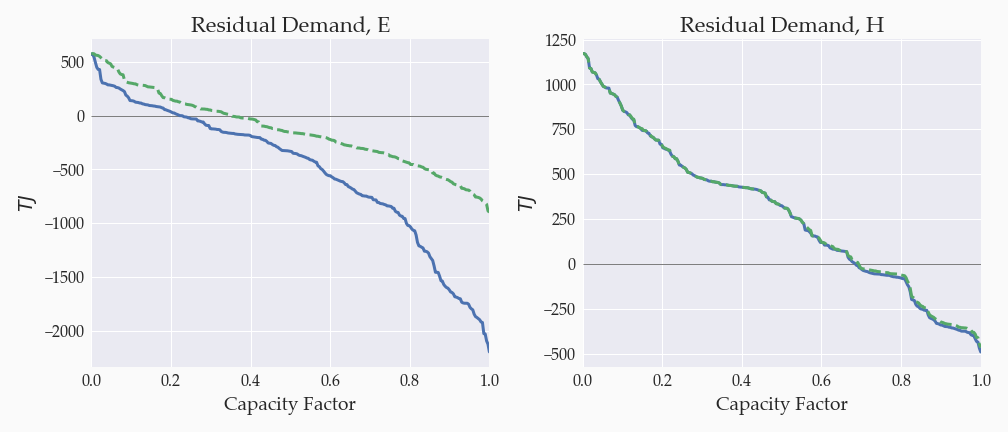 Residual Demand, E
TJ
500
0
−500
−1000
−1500
−2000
0.0 0.2 0.4 0.6 0.8 1.0
Capacity Factor
Residual Demand, H
TJ
1250
1000
750
500
250
0
−250
−500
0.0 0.2 0.4 0.6 0.8 1.0
Capacity Factor